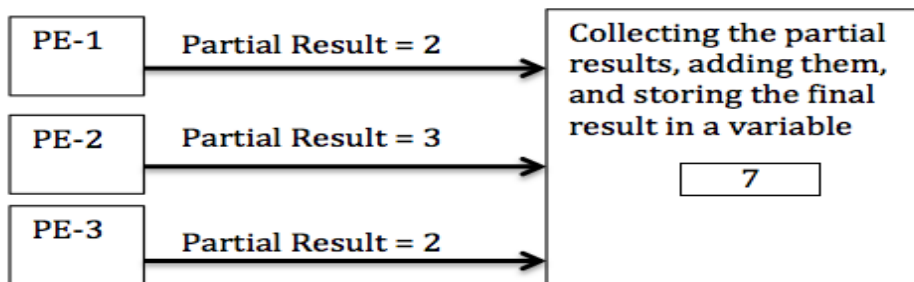 PE-1
Partial Result = 2
PE-2
Partial Result = 3
PE-3
Partial Result = 2
Collecting the partial
results, adding them,
and storing the final
result in a variable
7